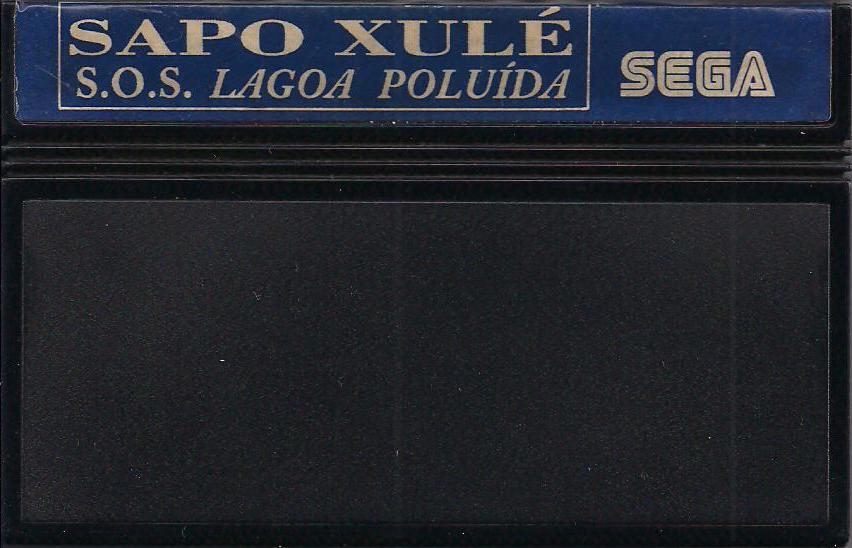 SAPO XULÉ
S.O.S. LAGOA POLUÍDA
SEGA